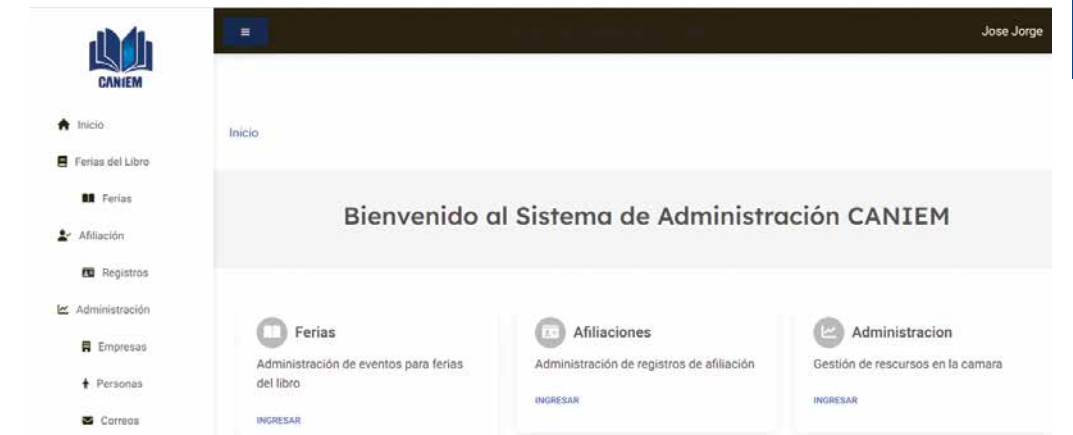 CANIEM
Inicio
Ferias del Libro
Ferias
Afiliación
Registros
Administración
Empresas
Personas
Correos
Jose Jorge
Inicio
Bienvenido al Sistema de Administración CANIEM
Ferias
Administración de eventos para ferias
del libro
INGRESAR
Afiliaciones
Administración de registros de afiliación
INGRESAR
Administracion
Gestión de rescursos en la camara
INGRESAR